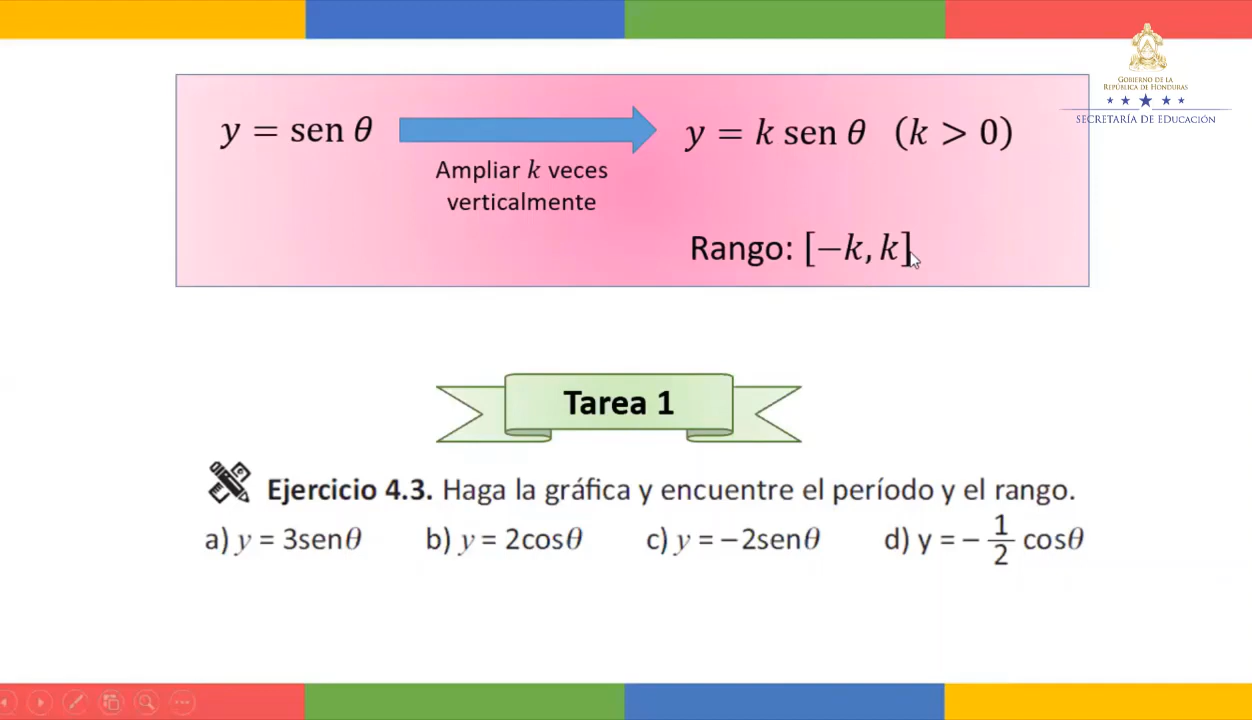 GOBIERNO DE LA
REPÚBLICA DE HONDURAS
SECRETARÍA DE EDUCACIÓN
y = sen θ
Ampliar k veces
verticalmente
y = k sen θ (k > 0)
Rango: [−k, k]
Tarea 1
Ejercicio 4.3. Haga la gráfica y encuentre el período y el rango.
a) y = 3senθ b) y = 2cosθ c) y = −2senθ d) y = − 1/2 cosθ